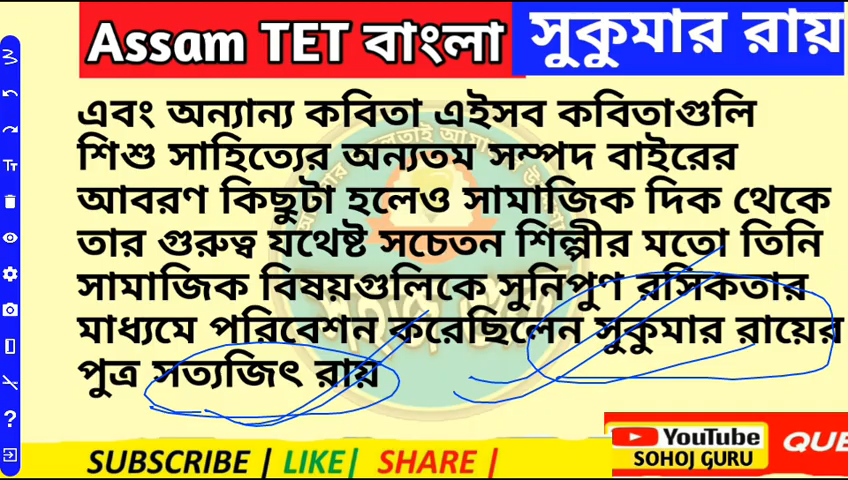 Assam TET বাংলা
সুকুমার রায়
এবং অন্যান্য কবিতা এইসব কবিতাগুলি
শিশু সাহিত্যের অন্যতম সম্পদ বাইরের
আবরণ কিছুটা হলেও সামাজিক দিক থেকে
তার গুরুত্ব যথেষ্ট সচেতন শিল্পীর মতো তিনি
সামাজিক বিষয়গুলিকে সুনিপুণ রসিকতার
মাধ্যমে পরিবেশন করেছিলেন সুকুমার রায়ের
পুত্র সত্যজিৎ রায়
SUBSCRIBE | LIKE| SHARE |
YouTube
SOHOJ GURU
QUE